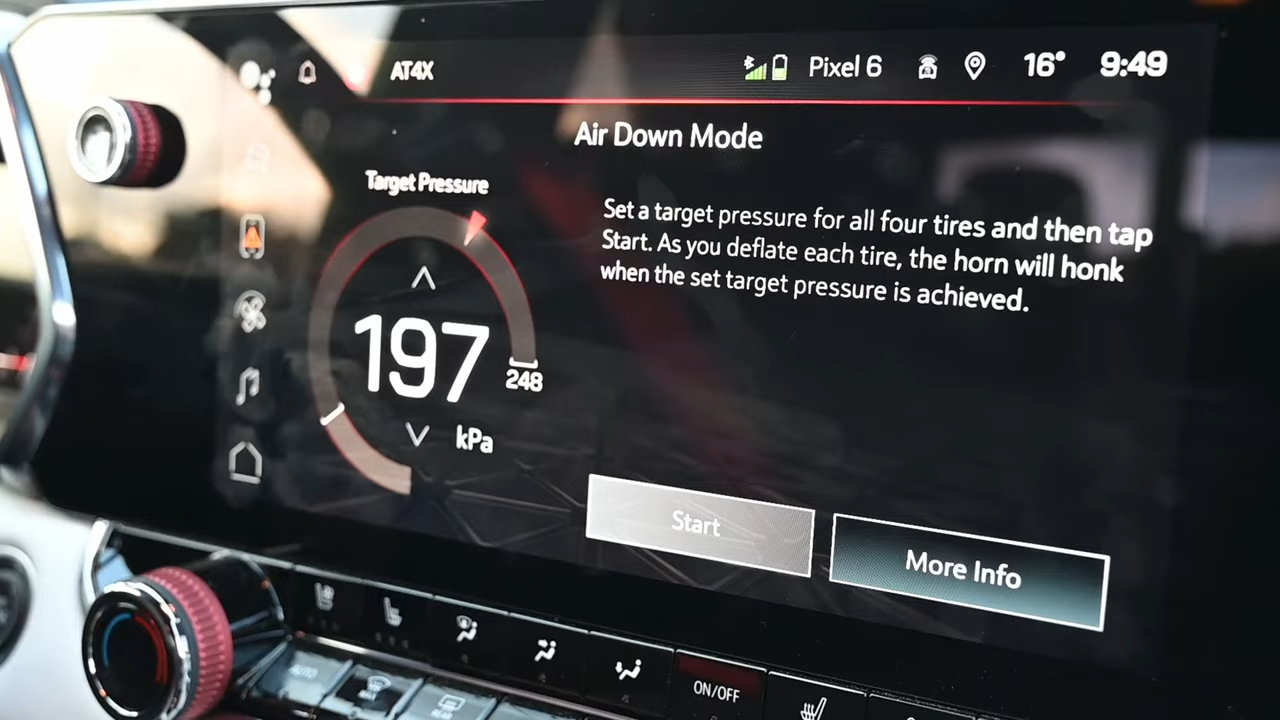 AT4X
Pixel 6
16°
9:49
Air Down Mode
Target Pressure
Set a target pressure for all four tires and then tap
Start. As you deflate each tire, the horn will honk
when the set target pressure is achieved.
197
248
kPa
Start
More Info
AUTO
REAR
ON/OFF